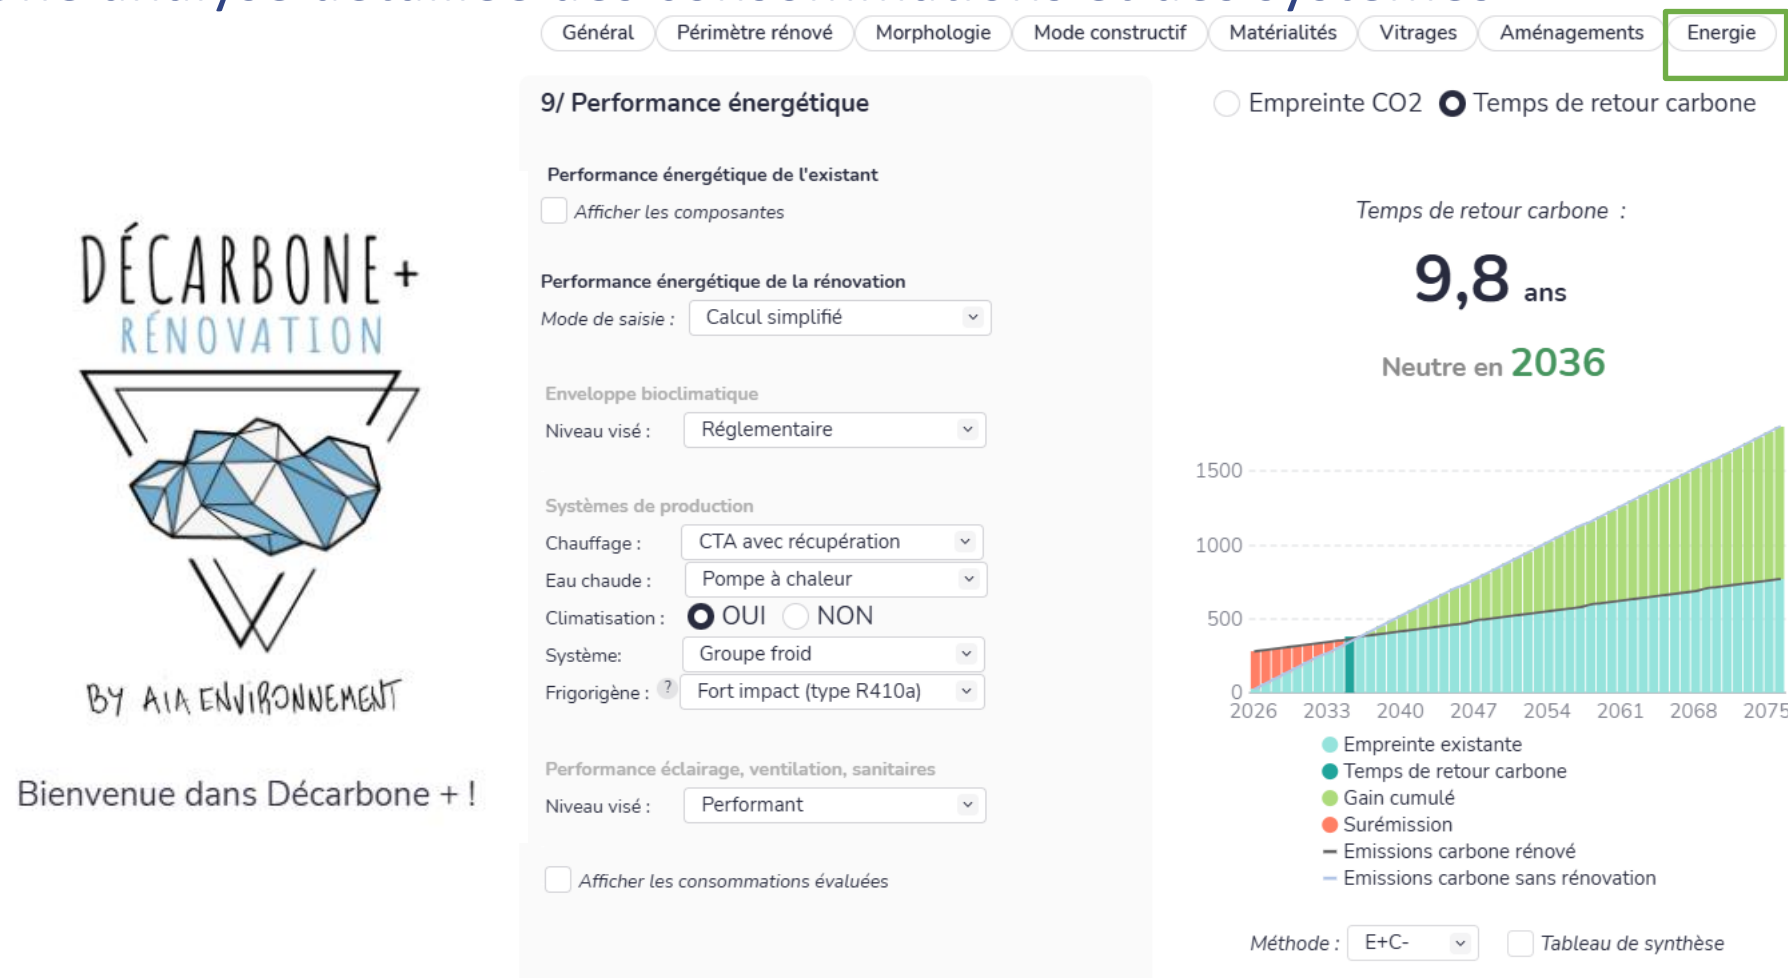 Général Périmètre rénové Morphologie Mode constructif Matérialités Vitrages Aménagements Energie
DÉCARBONE+
RÉNOVATION
BY AIA ENVIRONNEMENT
Bienvenue dans Décarbone + !
9/ Performance énergétique
Performance énergétique de l'existant
Afficher les composantes
Performance énergétique de la rénovation
Mode de saisie : Calcul simplifié
Enveloppe bioclimatique
Niveau visé : Réglementaire
Systèmes de production
Chauffage : CTA avec récupération
Eau chaude : Pompe à chaleur
Climatisation : OUI NON
Système: Groupe froid
Frigorigène : ? Fort impact (type R410a)
Performance éclairage, ventilation, sanitaires
Niveau visé : Performant
Afficher les consommations évaluées
Empreinte CO2 Temps de retour carbone
Temps de retour carbone :
9,8 ans
Neutre en 2036
1500
1000
500
0
2026 2033 2040 2047 2054 2061 2068 2075
Empreinte existante
Temps de retour carbone
Gain cumulé
Surémission
Emissions carbone rénové
Emissions carbone sans rénovation
Méthode : E+C- Tableau de synthèse